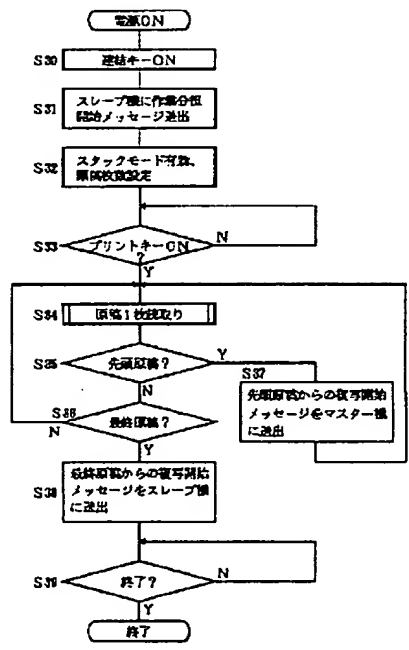 電源ON
S30
連結キーON
S31
スレーブ機に作業分担
開始メッセージ送出
S32
スタックモード有効、
原稿枚数設定
S33
プリントキーON
?
N
Y
S34
原稿1枚読取り
S35
先頭原稿?
Y
N
S37
先頭原稿からの複写開始
メッセージをマスター機
に送出
S36
最終原稿?
N
Y
S38
最終原稿からの複写開始
メッセージをスレーブ機
に送出
S39
終了?
N
Y
終了